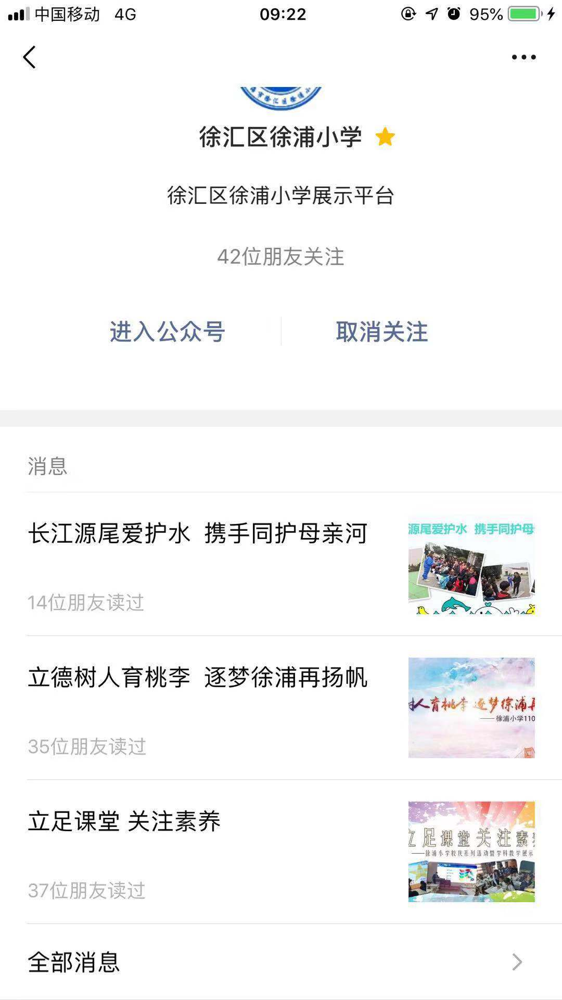 中国移动 4G 09:22 95%
徐汇区徐浦小学
徐汇区徐浦小学展示平台
42位朋友关注
进入公众号 取消关注
消息
长江源尾爱护水 携手同护母亲河
源尾爱护水 携手同护母
14位朋友读过
立德树人育桃李 逐梦徐浦再扬帆
人育桃李 逐梦徐浦再
——徐浦小学110
35位朋友读过
立足课堂 关注素养
立足课堂关注素
——徐浦小学校庆系列活动暨学科教学展示
37位朋友读过
全部消息